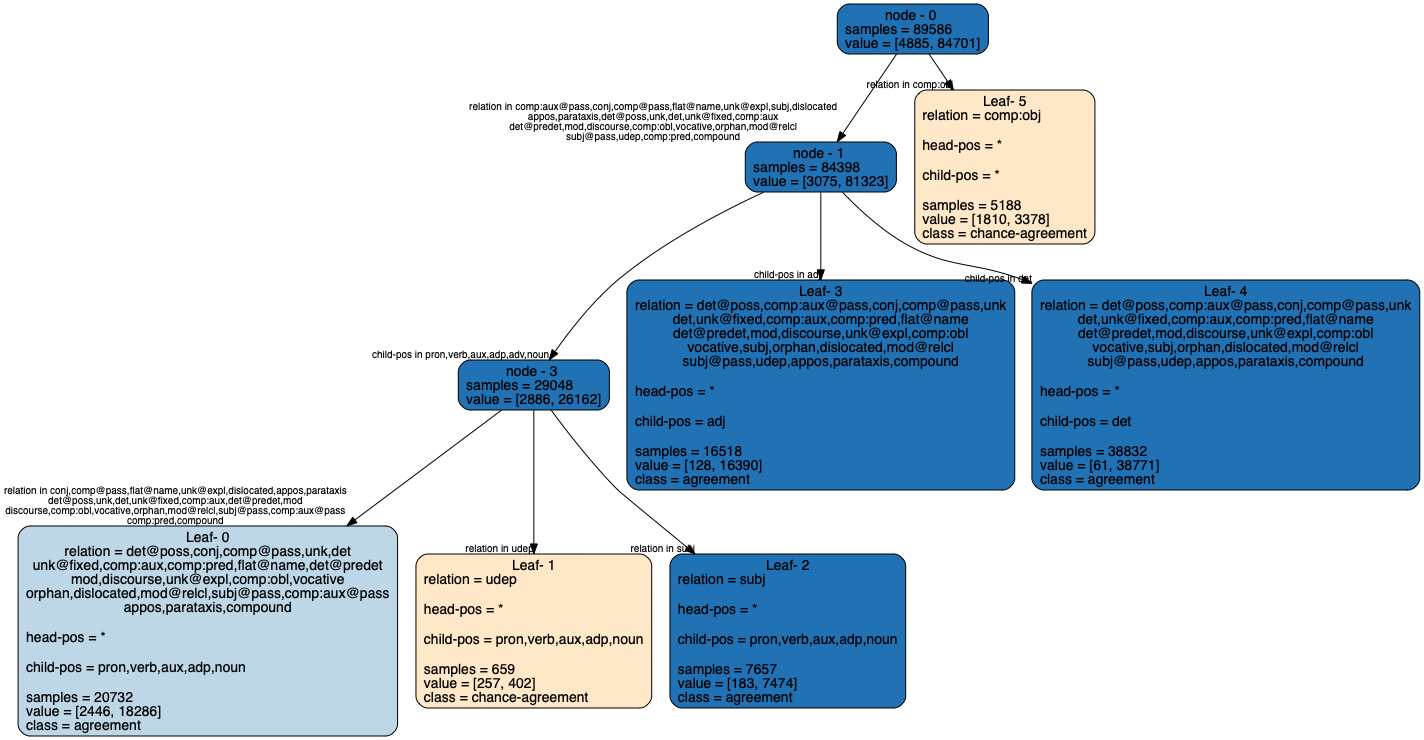 node - 0
samples = 89586
value = [4885, 84701]
relation in comp:obj
Leaf- 5
relation = comp:obj
head-pos = *
child-pos = *
samples = 5188
value = [1810, 3378]
class = chance-agreement
relation in comp:aux@pass,conj,comp@pass,flat@name,unk@expl,subj,dislocated
appos,parataxis,det@poss,unk,det,unk@fixed,comp:aux
det@predet,mod,discourse,comp:obl,vocative,orphan,mod@relcl
subj@pass,udep,comp:pred,compound
node - 1
samples = 84398
value = [3075, 81323]
child-pos in adj
Leaf- 3
relation = det@poss,comp:aux@pass,conj,comp@pass,unk
det,unk@fixed,comp:aux,comp:pred,flat@name
det@predet,mod,discourse,unk@expl,comp:obl
vocative,subj,orphan,dislocated,mod@relcl
subj@pass,udep,appos,parataxis,compound
head-pos = *
child-pos = adj
samples = 16518
value = [128, 16390]
class = agreement
child-pos in det
Leaf- 4
relation = det@poss,comp:aux@pass,conj,comp@pass,unk
det,unk@fixed,comp:aux,comp:pred,flat@name
det@predet,mod,discourse,unk@expl,comp:obl
vocative,subj,orphan,dislocated,mod@relcl
subj@pass,udep,appos,parataxis,compound
head-pos = *
child-pos = det
samples = 38832
value = [61, 38771]
class = agreement
child-pos in pron,verb,aux,adp,adv,noun
node - 3
samples = 29048
value = [2886, 26162]
relation in conj,comp@pass,flat@name,unk@expl,dislocated,appos,parataxis
det@poss,unk,det,unk@fixed,comp:aux,det@predet,mod
discourse,comp:obl,vocative,orphan,mod@relcl,subj@pass,comp:aux@pass
comp:pred,compound
Leaf- 0
relation = det@poss,conj,comp@pass,unk,det
unk@fixed,comp:aux,comp:pred,flat@name,det@predet
mod,discourse,unk@expl,comp:obl,vocative
orphan,dislocated,mod@relcl,subj@pass,comp:aux@pass
appos,parataxis,compound
head-pos = *
child-pos = pron,verb,aux,adp,noun
samples = 20732
value = [2446, 18286]
class = agreement
relation in udep
Leaf- 1
relation = udep
head-pos = *
child-pos = pron,verb,aux,adp,noun
samples = 659
value = [257, 402]
class = chance-agreement
relation in subj
Leaf- 2
relation = subj
head-pos = *
child-pos = pron,verb,aux,adp,noun
samples = 7657
value = [183, 7474]
class = agreement